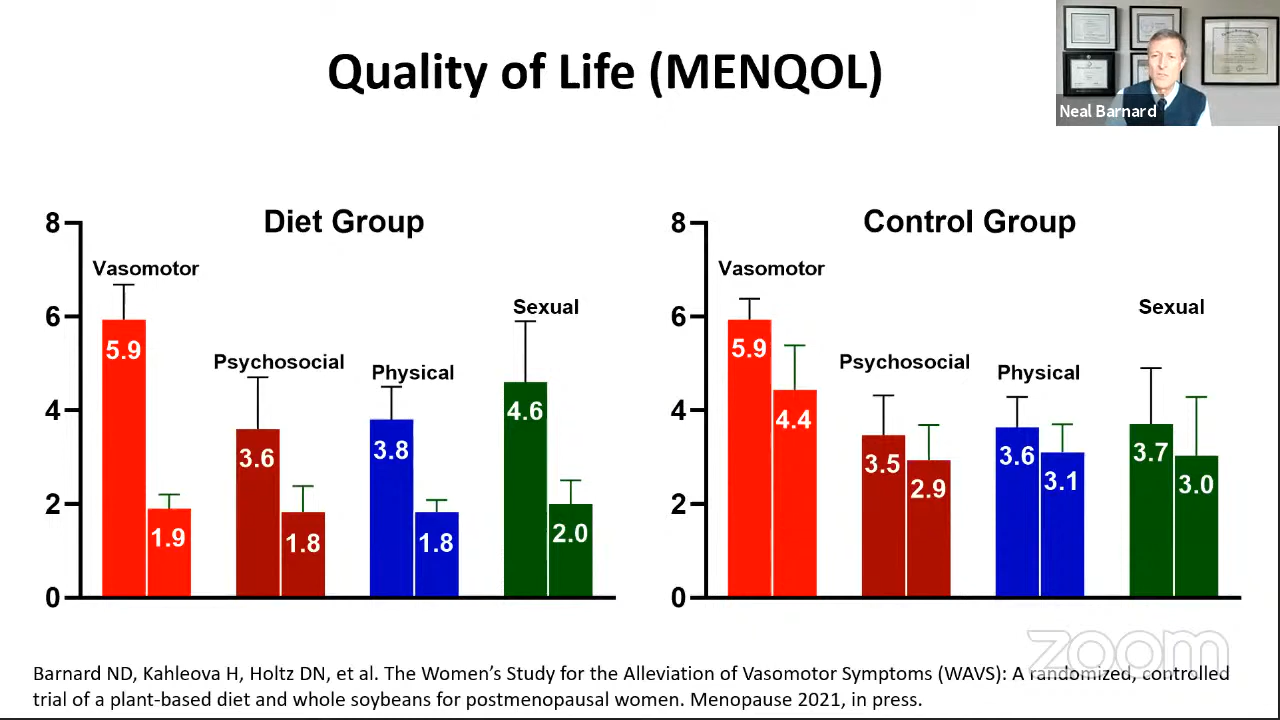 Quality of Life (MENQOL)
Neal Barnard
Diet Group
8
6
4
2
0
Vasomotor
5.9
1.9
Psychosocial
3.6
1.8
Physical
3.8
1.8
Sexual
4.6
2.0
Control Group
8
6
4
2
0
Vasomotor
5.9
4.4
Psychosocial
3.5
2.9
Physical
3.6
3.1
Sexual
3.7
3.0
zoom
Barnard ND, Kahleova H, Holtz DN, et al. The Women’s Study for the Alleviation of Vasomotor Symptoms (WAVS): A randomized, controlled
trial of a plant-based diet and whole soybeans for postmenopausal women. Menopause 2021, in press.